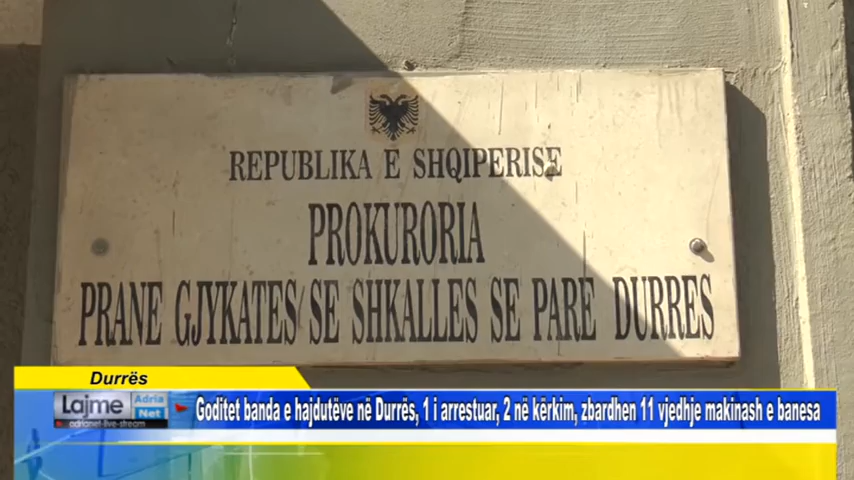 REPUBLIKA E SHQIPERISE
PROKURORIA
PRANE GJYKATES SE SHKALLES SE PARE DURRES
Durrës
Lajme Adria Net
adrianet-live-stream
Goditet banda e hajdutëve në Durrës, 1 i arrestuar, 2 në kërkim, zbardhen 11 vjedhje makinash e banesa